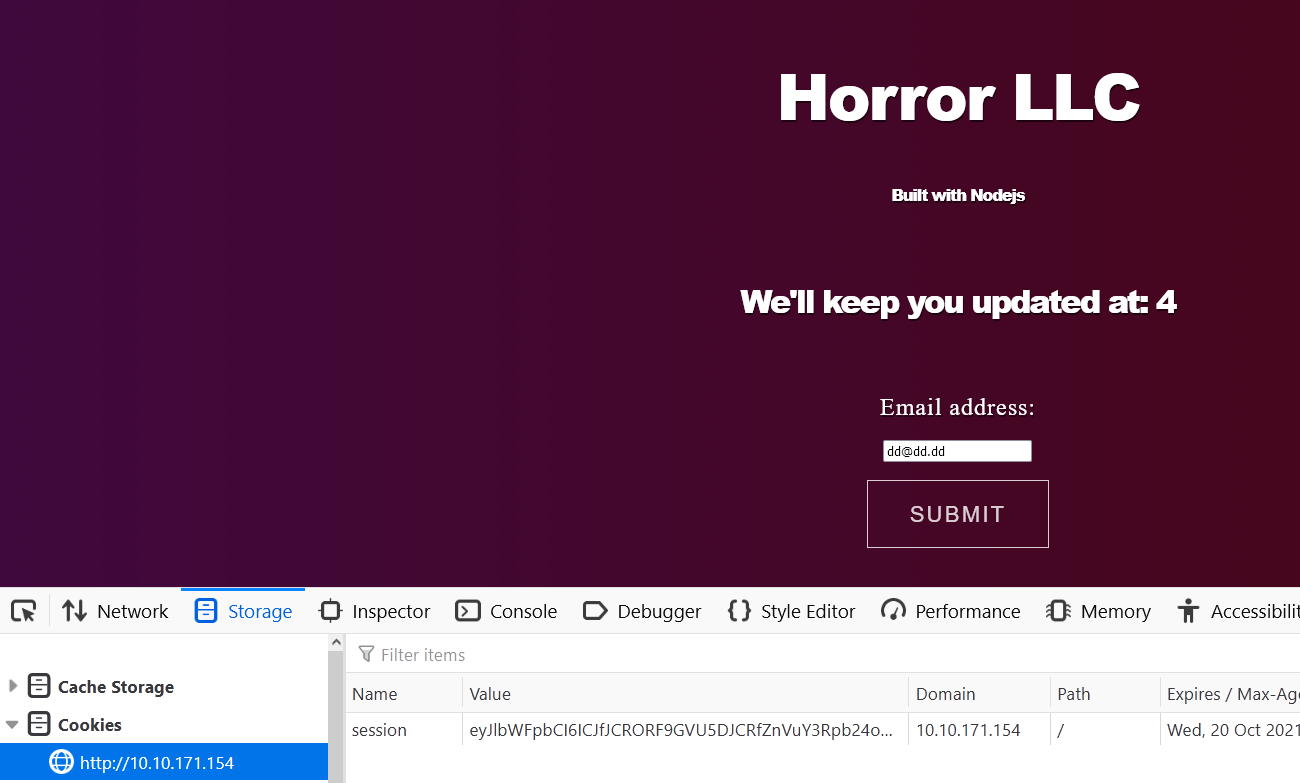 Horror LLC
Built with Nodejs
We'll keep you updated at: 4
Email address:
dd@dd.dd
SUBMIT
Network Storage Inspector Console Debugger Style Editor Performance Memory Accessibilit
Filter items
Cache Storage
Name Value Domain Path Expires / Max-Age
Cookies
session eyJlbWFpbCI6ICJfJCRORF9GVU5DJCRfZnVuY3Rpb24o... 10.10.171.154 / Wed, 20 Oct 2021
http://10.10.171.154